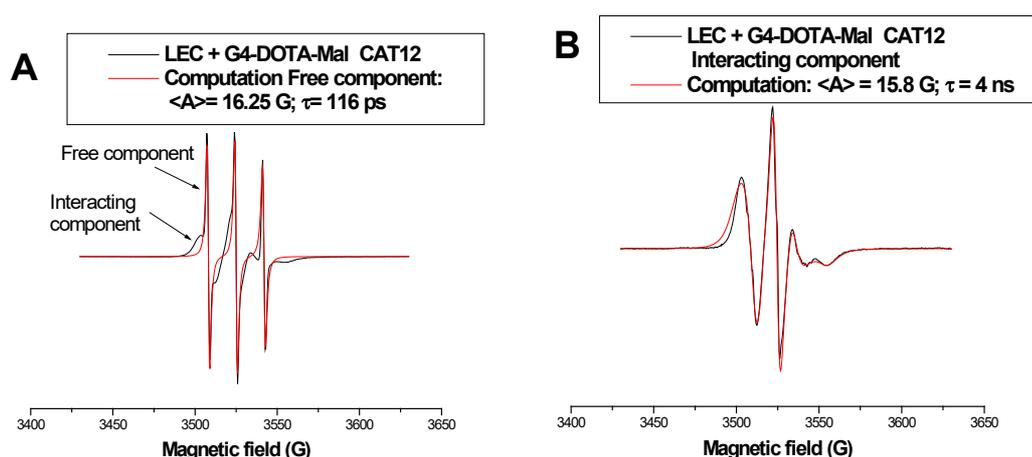 A
LEC + G4-DOTA-Mal CAT12
Computation Free component:
<A>= 16.25 G; τ= 116 ps
Free component
Interacting
component
3400 3450 3500 3550 3600 3650
Magnetic field (G)
B
LEC + G4-DOTA-Mal CAT12
Interacting component
Computation: <A> = 15.8 G; τ = 4 ns
3400 3450 3500 3550 3600 3650
Magnetic field (G)